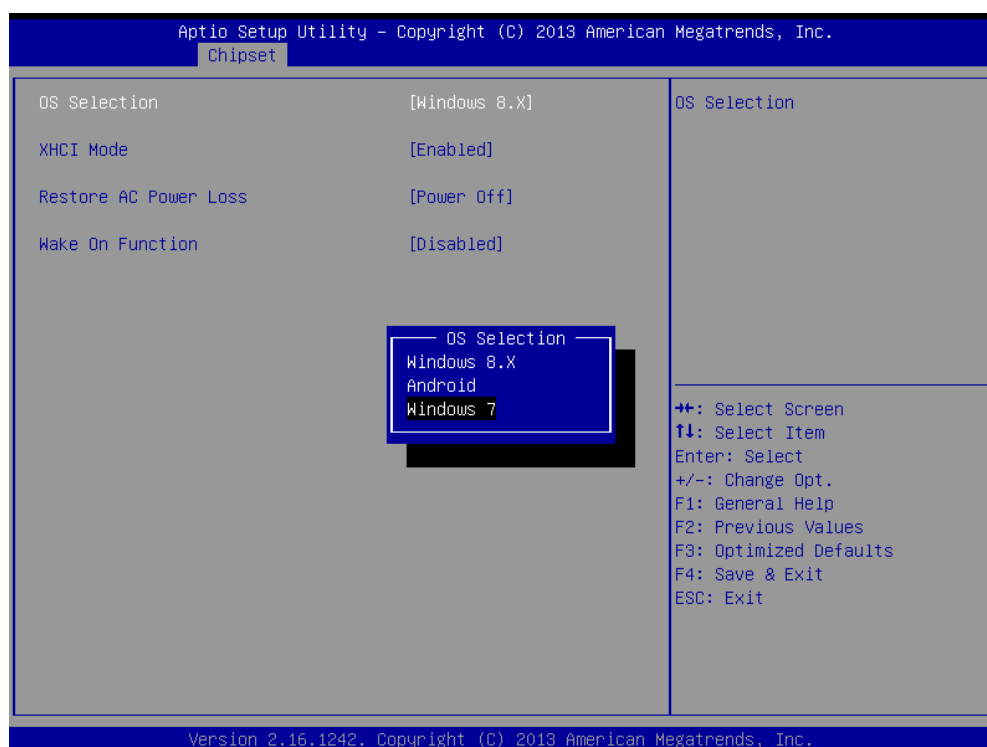 Aptio Setup Utility – Copyright (C) 2013 American Megatrends, Inc.
Chipset
OS Selection [Windows 8.X]
XHCI Mode [Enabled]
Restore AC Power Loss [Power Off]
Wake On Function [Disabled]
OS Selection
OS Selection
Windows 8.X
Android
Windows 7
→←: Select Screen
↑↓: Select Item
Enter: Select
+/-: Change Opt.
F1: General Help
F2: Previous Values
F3: Optimized Defaults
F4: Save & Exit
ESC: Exit
Version 2.16.1242. Copyright (C) 2013 American Megatrends, Inc.